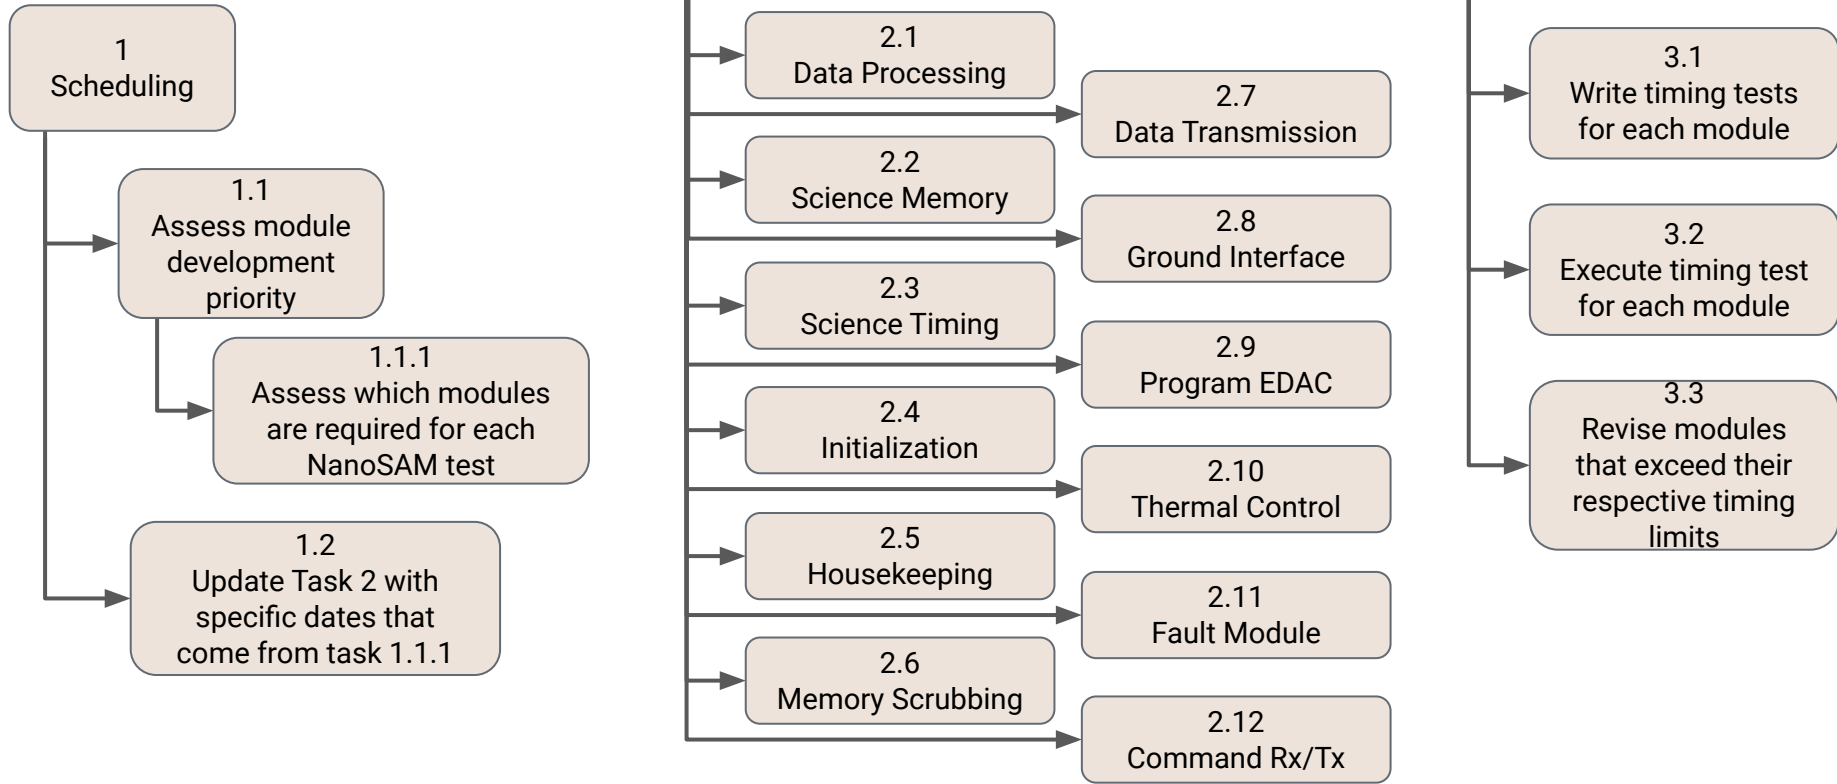 1
Scheduling
1.1
Assess module
development
priority
1.1.1
Assess which modules
are required for each
NanoSAM test
1.2
Update Task 2 with
specific dates that
come from task 1.1.1
2.1
Data Processing
2.2
Science Memory
2.3
Science Timing
2.4
Initialization
2.5
Housekeeping
2.6
Memory Scrubbing
2.7
Data Transmission
2.8
Ground Interface
2.9
Program EDAC
2.10
Thermal Control
2.11
Fault Module
2.12
Command Rx/Tx
3.1
Write timing tests
for each module
3.2
Execute timing test
for each module
3.3
Revise modules
that exceed their
respective timing
limits